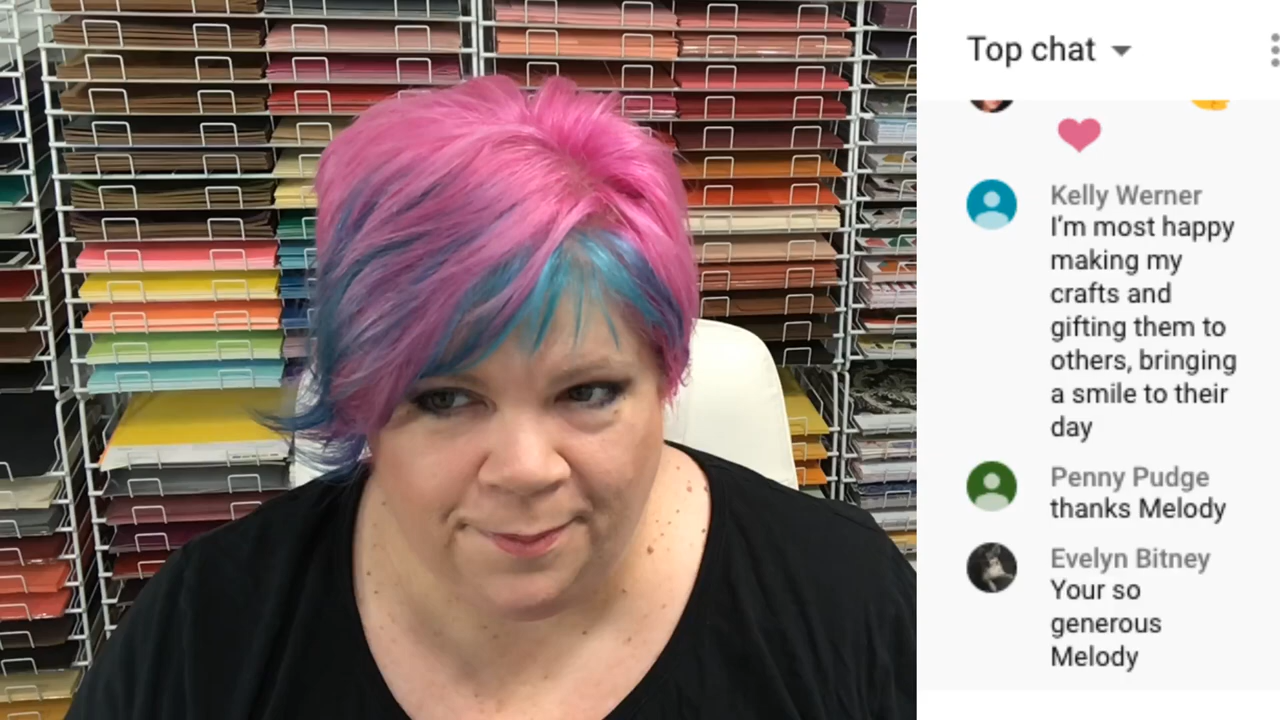 Top chat
Kelly Werner
I'm most happy
making my
crafts and
gifting them to
others, bringing
a smile to their
day
Penny Pudge
thanks Melody
Evelyn Bitney
Your so
generous
Melody